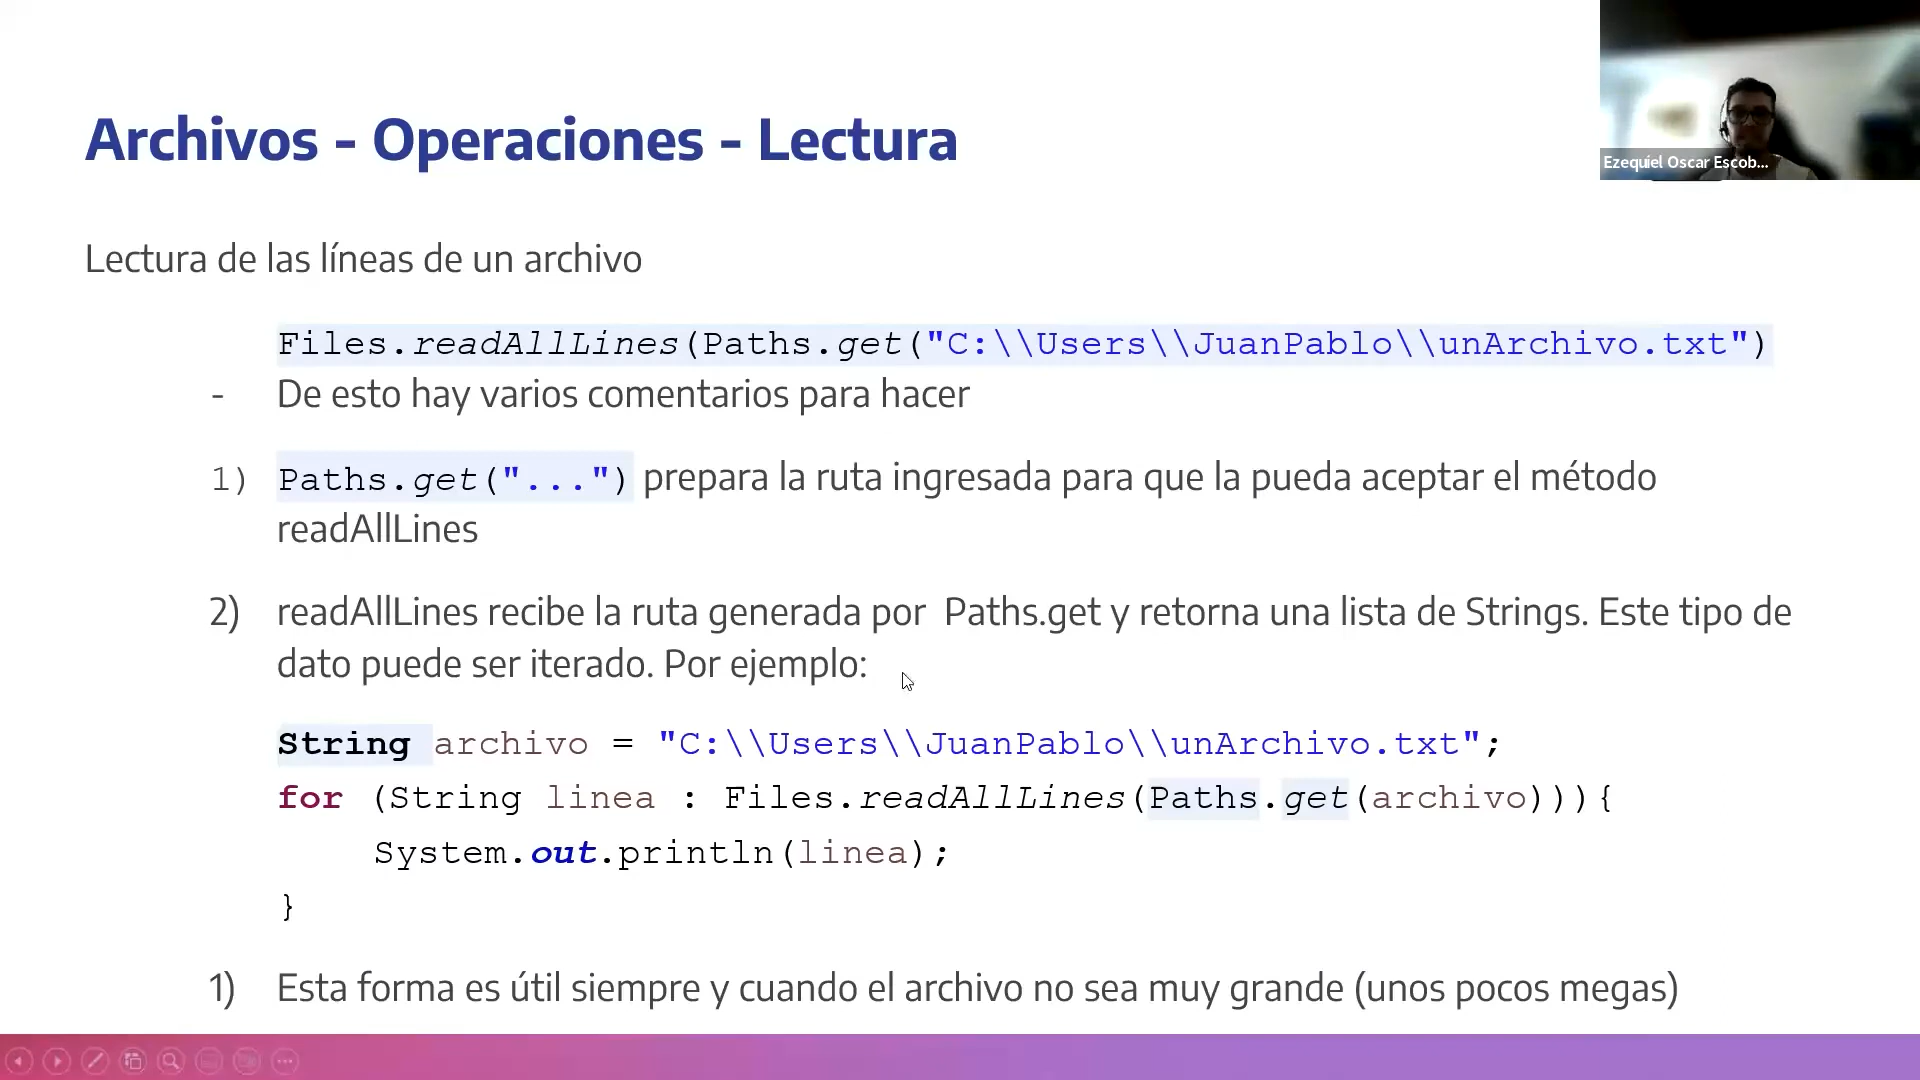 Archivos - Operaciones - Lectura
Ezequiel Oscar Escob...
Lectura de las líneas de un archivo
Files.readAllLines(Paths.get("C:\\Users\\JuanPablo\\unArchivo.txt")
- De esto hay varios comentarios para hacer
1) Paths.get("...") prepara la ruta ingresada para que la pueda aceptar el método
readAllLines
2) readAllLines recibe la ruta generada por Paths.get y retorna una lista de Strings. Este tipo de
dato puede ser iterado. Por ejemplo:
String archivo = "C:\\Users\\JuanPablo\\unArchivo.txt";
for (String linea : Files.readAllLines(Paths.get(archivo))){
System.out.println(linea);
}
1) Esta forma es útil siempre y cuando el archivo no sea muy grande (unos pocos megas)